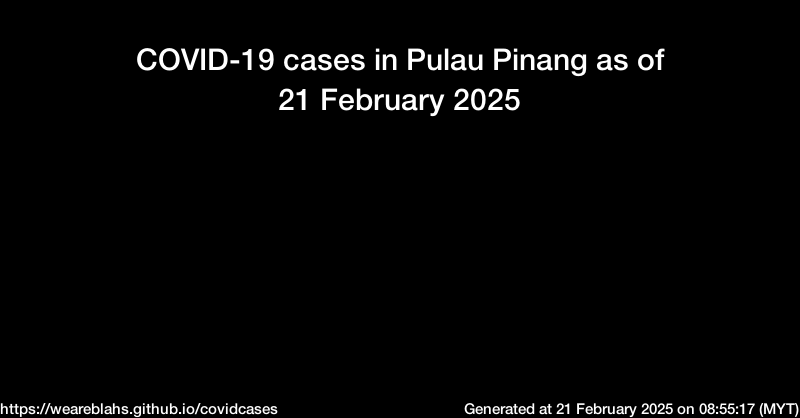 COVID-19 cases in Pulau Pinang as of
21 February 2025
https://weareblahs.github.io/covidcases
Generated at 21 February 2025 on 08:55:17 (MYT)